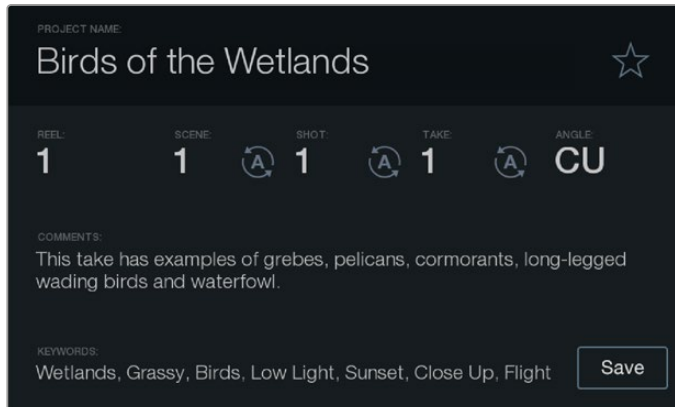 PROJECT NAME:
Birds of the Wetlands
REEL: SCENE: SHOT: TAKE: ANGLE:
1 1 A 1 A 1 A CU
COMMENTS:
This take has examples of grebes, pelicans, cormorants, long-legged
wading birds and waterfowl.
KEYWORDS:
Wetlands, Grassy, Birds, Low Light, Sunset, Close Up, Flight Save